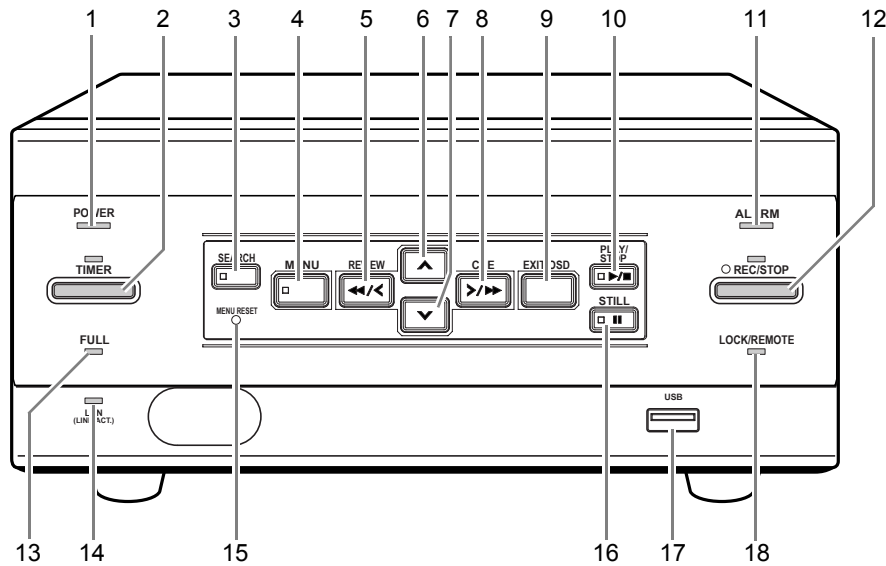 1 2 3 4 5 6 7 8 9 10 11 12
POWER
ALARM
TIMER
SEARCH
MENU
REVIEW
CUE
EXIT/OSD
PLAY/
STOP
REC/STOP
MENU RESET
STILL
FULL
LOCK/REMOTE
LAN
(LINK/ACT.)
USB
13 14 15 16 17 18